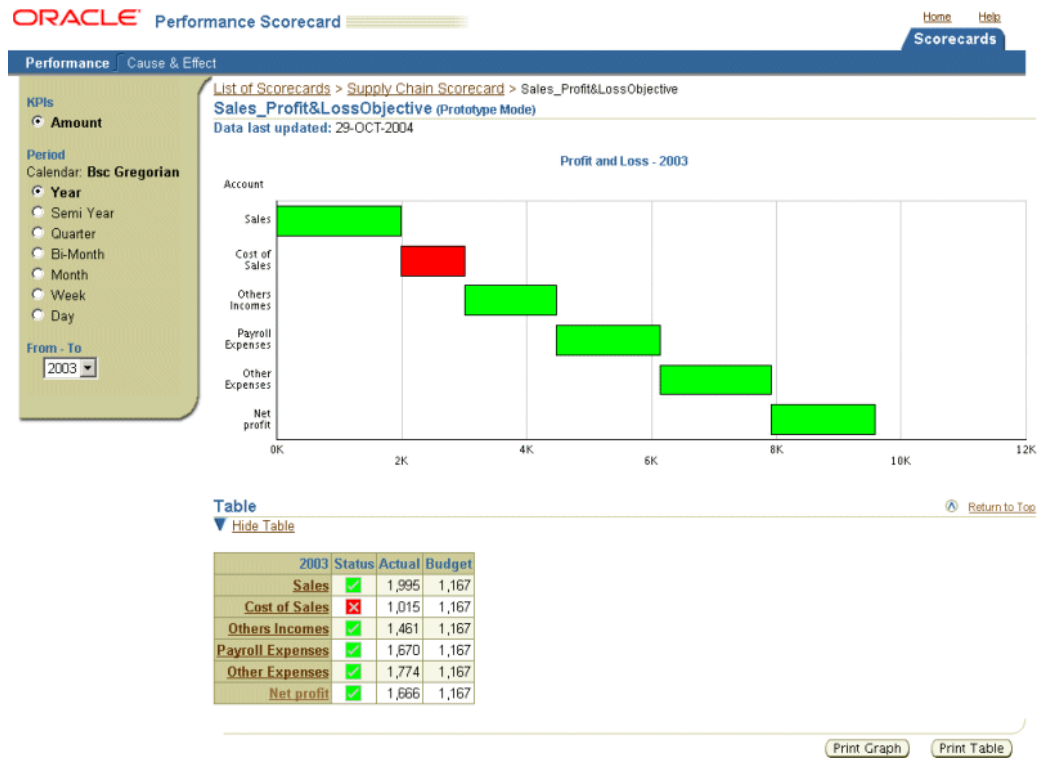 ORACLE Performance Scorecard
Home Help
Scorecards
Performance Cause & Effect
KPIs
Amount
Period
Calendar: Bsc Gregorian
Year
Semi Year
Quarter
Bi-Month
Month
Week
Day
From - To
2003
List of Scorecards > Supply Chain Scorecard > Sales_Profit&LossObjective
Sales_Profit&LossObjective (Prototype Mode)
Data last updated: 29-OCT-2004
Profit and Loss - 2003
Account
Sales
Cost of
Sales
Others
Incomes
Payroll
Expenses
Other
Expenses
Net
profit
0K 2K 4K 6K 8K 10K 12K
Table
Return to Top
Hide Table
2003 Status Actual Budget
Sales 1,995 1,167
Cost of Sales 1,015 1,167
Others Incomes 1,461 1,167
Payroll Expenses 1,670 1,167
Other Expenses 1,774 1,167
Net profit 1,666 1,167
Print Graph Print Table